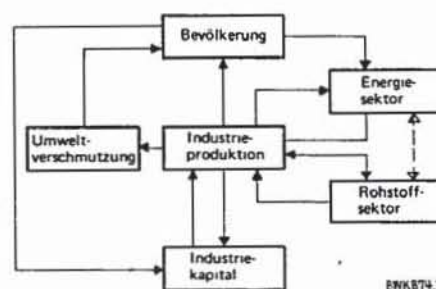 Bevölkerung
Energie-
sektor
Umwelt-
verschmutzung
Industrie-
produktion
Rohstoff-
sektor
Industrie-
kapital